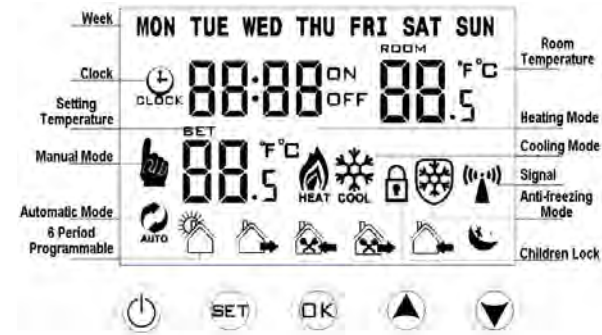 Week
MON TUE WED THU FRI SAT SUN
ROOM
Room
Temperature
Clock
CLOCK
88:88
ON
OFF
88.5
°F°C
Setting
Temperature
SET
88.5
°F°C
Heating Mode
Manual Mode
HEAT
COOL
Cooling Mode
Signal
Anti-freezing
Mode
Automatic Mode
AUTO
6 Period
Programmable
Children Lock
SET
OK